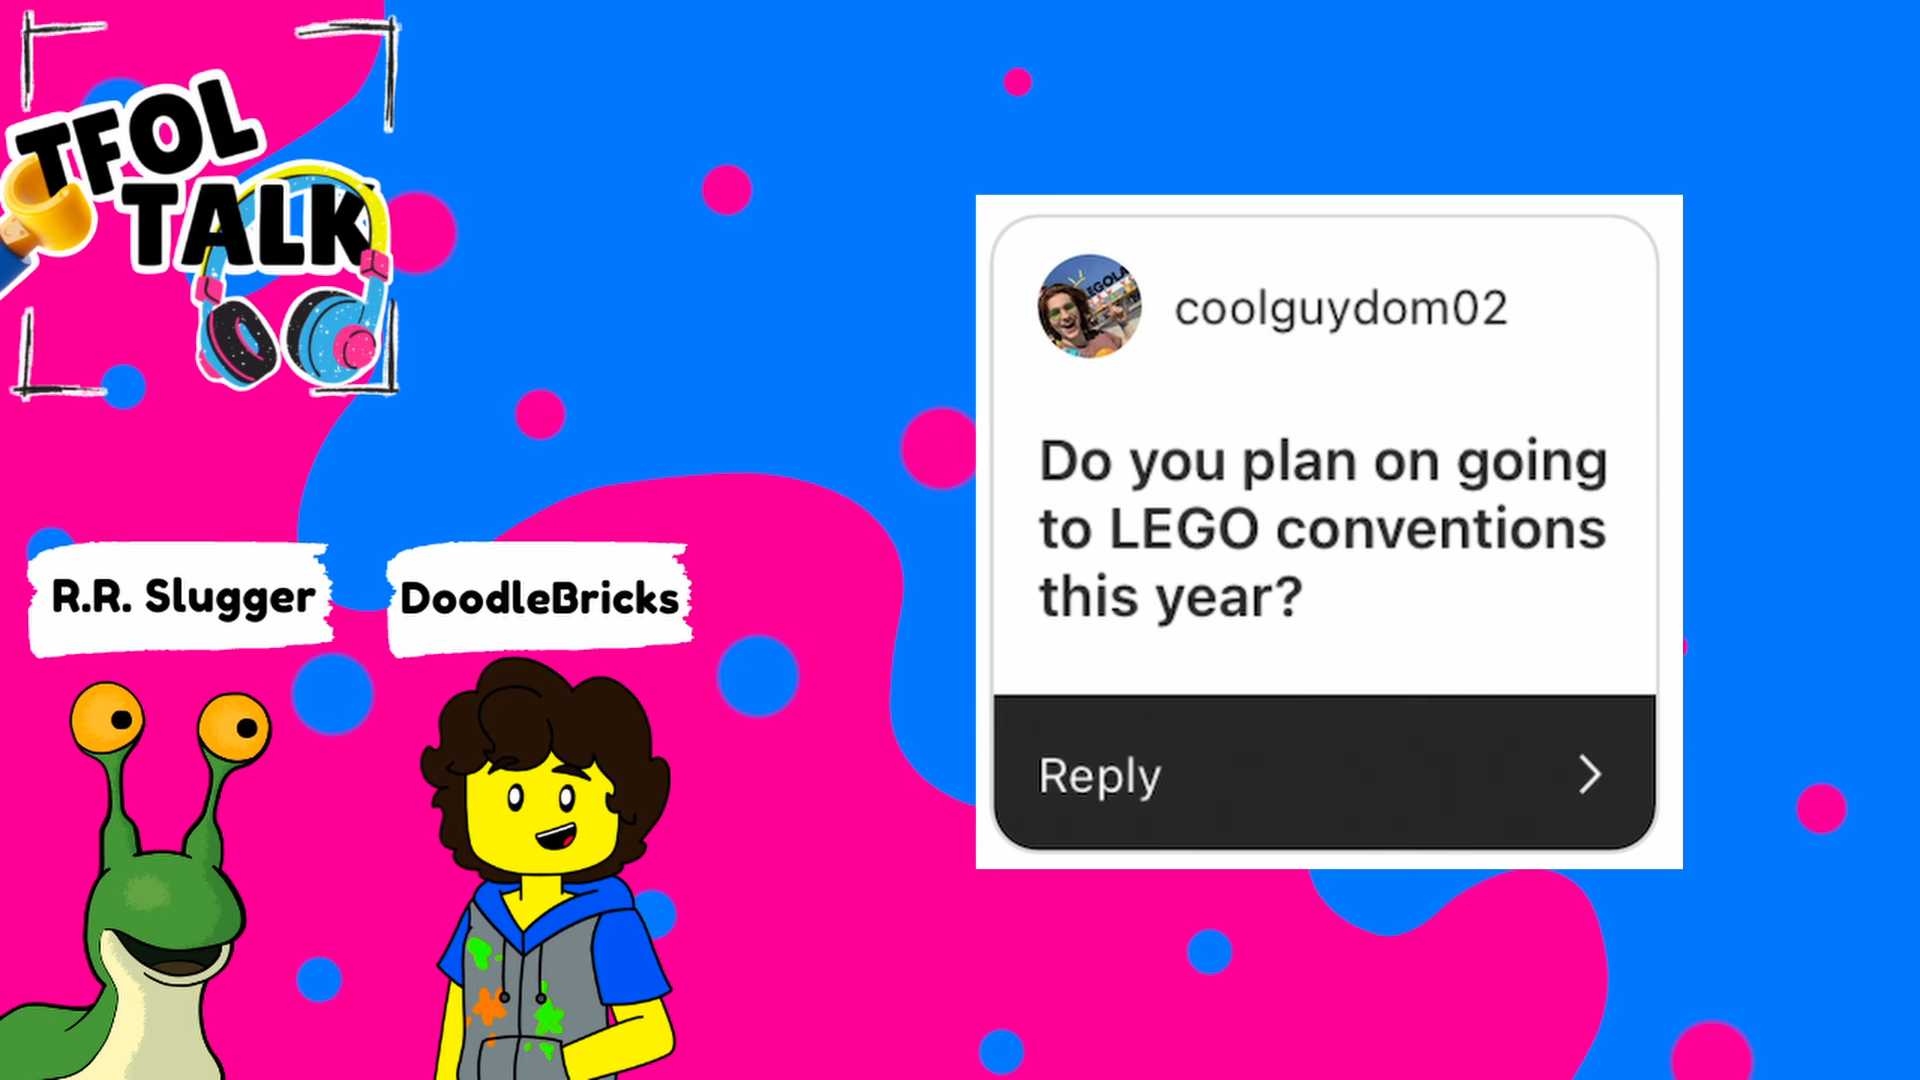 TFOL
TALK
R.R. Slugger
DoodleBricks
coolguydom02
Do you plan on going
to LEGO conventions
this year?
Reply